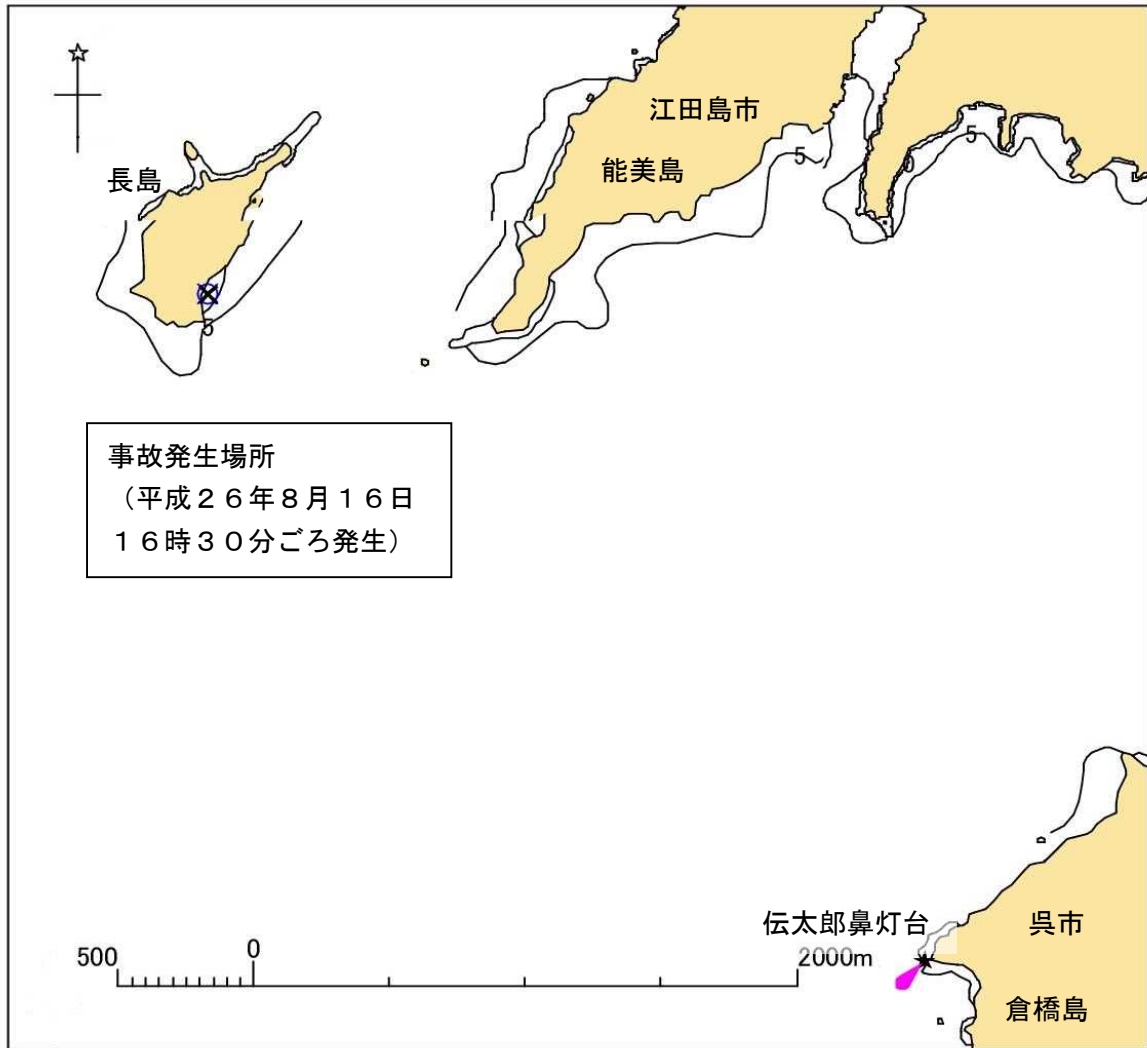 江田島市
能美島
5
5
6
長島
5
事故発生場所
（平成２６年８月１６日
１６時３０分ごろ発生）
伝太郎鼻灯台
呉市
500
0
2000m
倉橋島